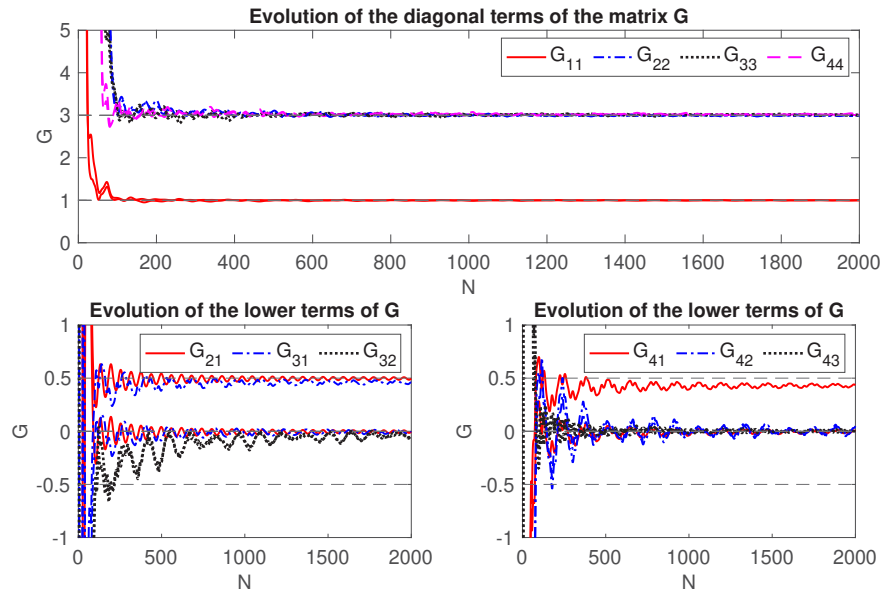 Evolution of the diagonal terms of the matrix G
G11 G22 G33 G44
5
4
3
2
1
0
G
0 200 400 600 800 1000 1200 1400 1600 1800 2000
N
Evolution of the lower terms of G
G21 G31 G32
1
0.5
0
-0.5
-1
G
0 500 1000 1500 2000
N
Evolution of the lower terms of G
G41 G42 G43
1
0.5
0
-0.5
-1
G
0 500 1000 1500 2000
N